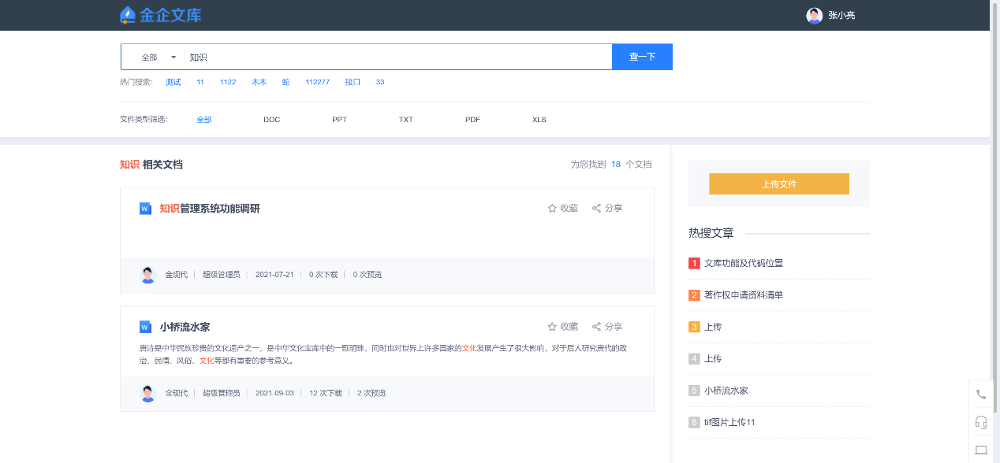 金企文库
张小亮
全部 知识 查一下
热门搜索： 测试 11 1122 木木 蛇 112277 接口 33
文件类型筛选： 全部 DOC PPT TXT PDF XLS
知识 相关文档 为您找到 18 个文档
W 知识管理系统功能调研 收藏 分享
金现代 超级管理员 2021-07-21 0 次下载 0 次预览
W 小桥流水家 收藏 分享
唐诗是中华民族珍贵的文化遗产之一，是中华文化宝库中的一颗明珠，同时也对世界上许多国家的文化发展产生了很大影响，对于后人研究唐代的政
治、民情、风俗、文化等都有重要的参考意义。
金现代 超级管理员 2021-09-03 12 次下载 2 次预览
上传文件
热搜文章
1 文库功能及代码位置
2 著作权申请资料清单
3 上传
4 上传
5 小桥流水家
6 tif图片上传11